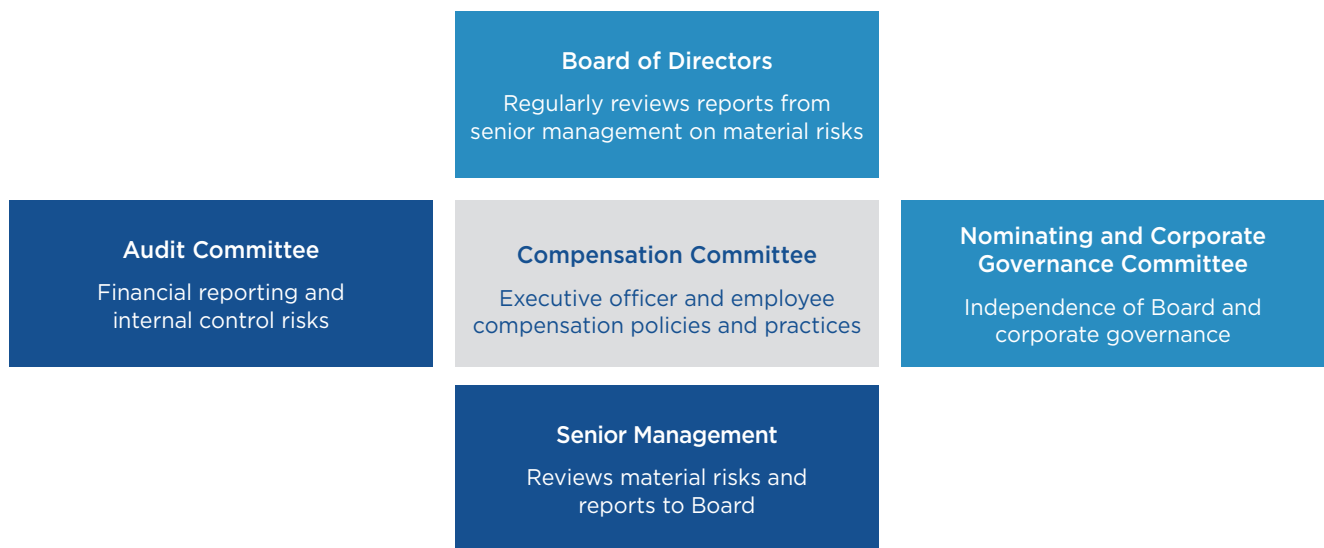 Board of Directors
Regularly reviews reports from
senior management on material risks
Audit Committee
Financial reporting and
internal control risks
Compensation Committee
Executive officer and employee
compensation policies and practices
Nominating and Corporate
Governance Committee
Independence of Board and
corporate governance
Senior Management
Reviews material risks and
reports to Board